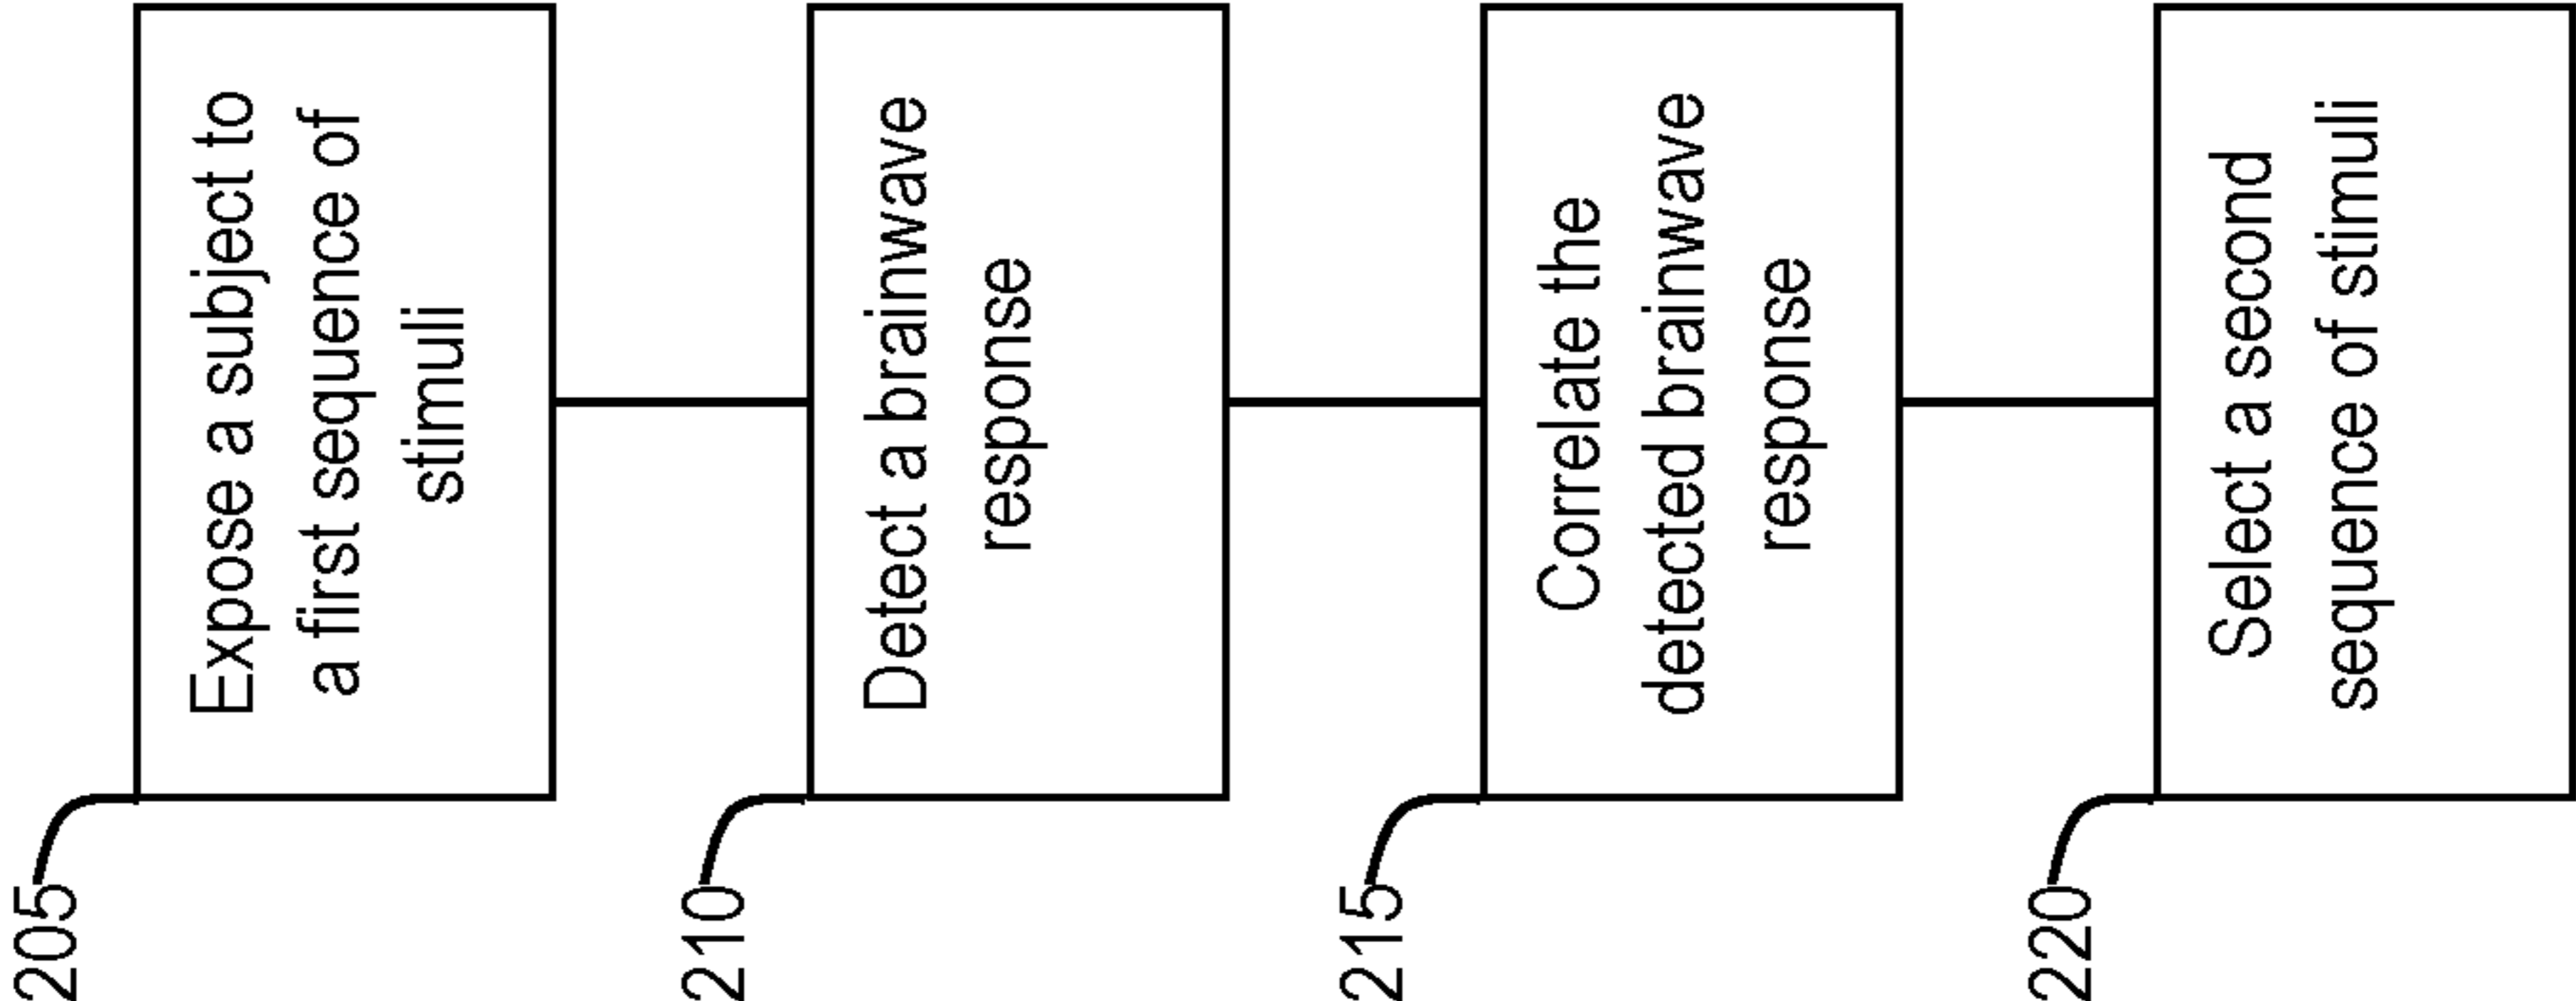 205
Expose a subject to
a first sequence of
stimuli
210
Detect a brainwave
response
215
Correlate the
detected brainwave
response
220
Select a second
sequence of stimuli